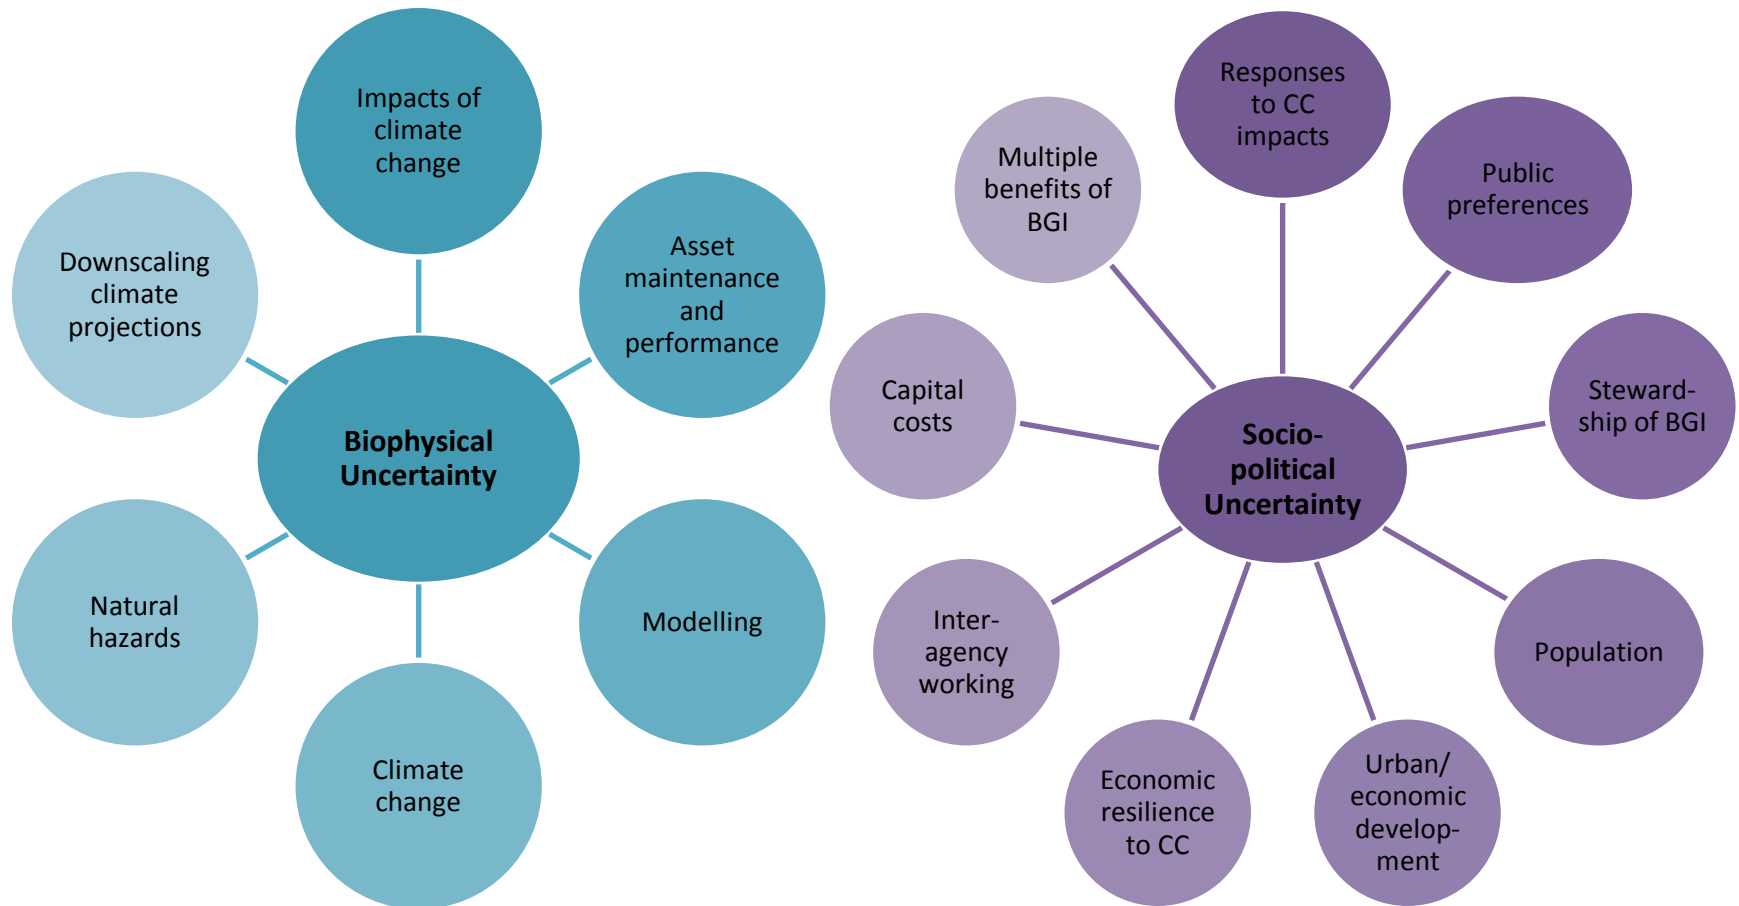 Impacts of
climate
change
Asset
maintenance
and
performance
Modelling
Climate
change
Natural
hazards
Downscaling
climate
projections
Biophysical
Uncertainty
Responses
to CC
impacts
Public
preferences
Steward-
ship of BGI
Population
Urban/
economic
develop-
ment
Economic
resilience
to CC
Inter-
agency
working
Capital
costs
Multiple
benefits of
BGI
Socio-
political
Uncertainty